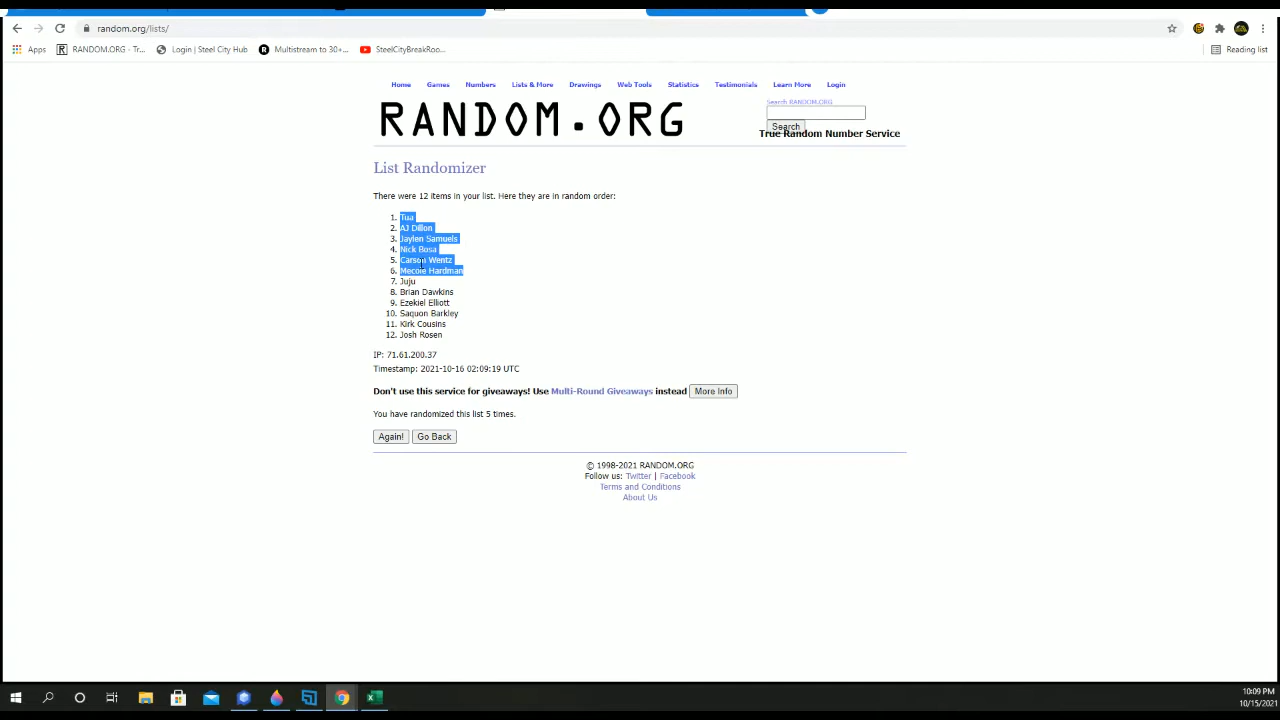 random.org/lists/
Apps
RANDOM.ORG - Tr...
Login | Steel City Hub
Multistream to 30+...
SteelCityBreakRoo...
Reading list
Home Games Numbers Lists & More Drawings Web Tools Statistics Testimonials Learn More Login
RANDOM.ORG
Search RANDOM.ORG
Search
True Random Number Service
List Randomizer
There were 12 items in your list. Here they are in random order:
1. Tua
2. AJ Dillon
3. Jaylen Samuels
4. Nick Bosa
5. Carson Wentz
6. Mecole Hardman
7. Juju
8. Brian Dawkins
9. Ezekiel Elliott
10. Saquon Barkley
11. Kirk Cousins
12. Josh Rosen
IP: 71.61.200.37
Timestamp: 2021-10-16 02:09:19 UTC
Don't use this service for giveaways! Use Multi-Round Giveaways instead More Info
You have randomized this list 5 times.
Again! Go Back
© 1998-2021 RANDOM.ORG
Follow us: Twitter | Facebook
Terms and Conditions
About Us
10:09 PM
10/15/2021